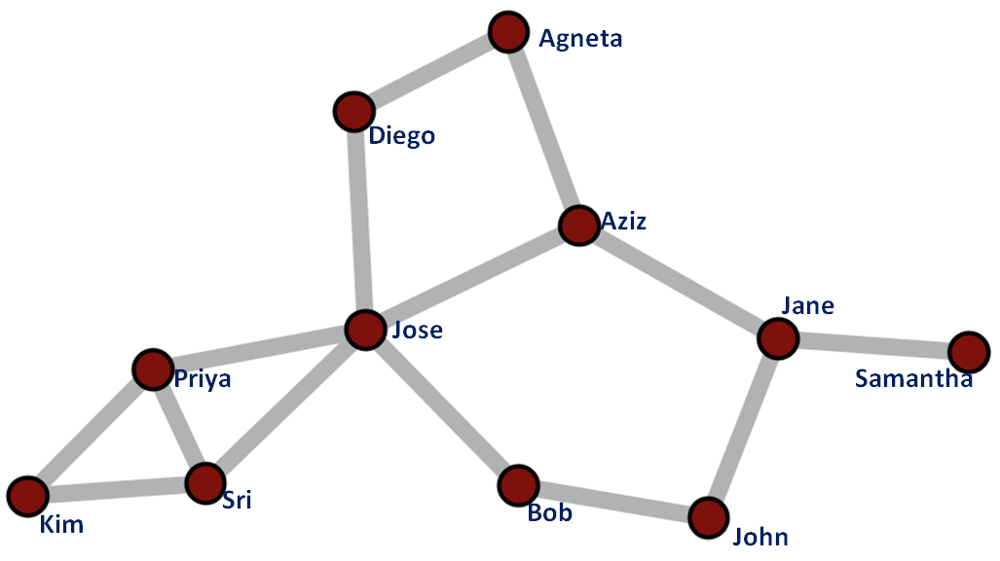 Agneta
Diego
Aziz
Jane
Jose
Samantha
Priya
Sri
Bob
Kim
John